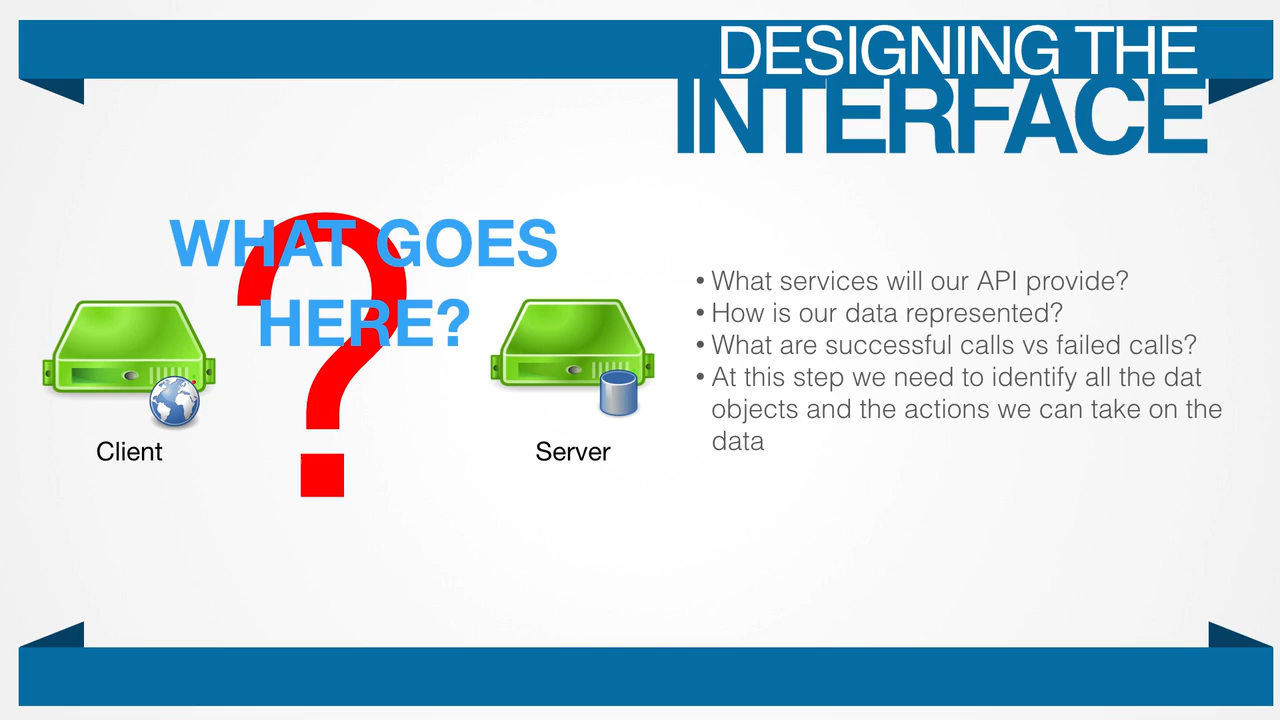 DESIGNING THE
INTERFACE
WHAT GOES
HERE?
?
Client
Server
• What services will our API provide?
• How is our data represented?
• What are successful calls vs failed calls?
• At this step we need to identify all the dat
objects and the actions we can take on the
data